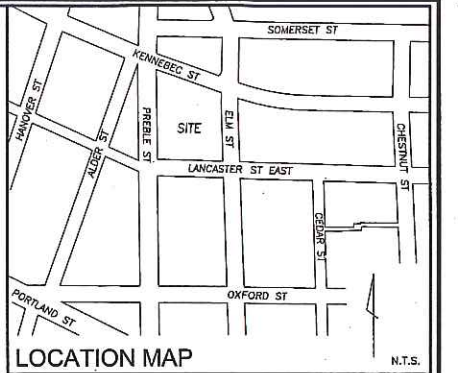 SOMERSET ST
KENNEBEC ST
HANOVER ST
ALDER ST
PREBLE ST
SITE
ELM ST
CHESTNUT ST
LANCASTER ST EAST
CEDAR ST
PORTLAND ST
OXFORD ST
LOCATION MAP
N.T.S.